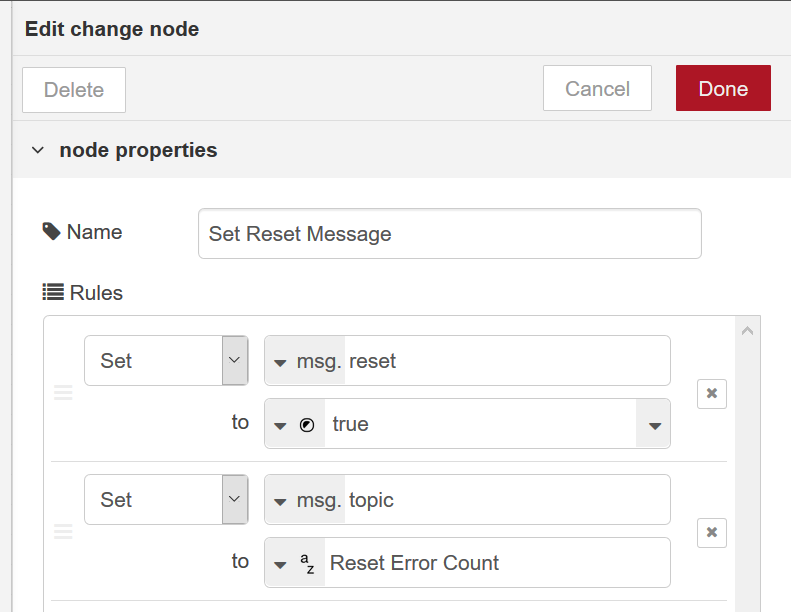 Edit change node
Delete Cancel Done
node properties
Name Set Reset Message
Rules
Set msg. reset
to true
Set msg. topic
to az Reset Error Count